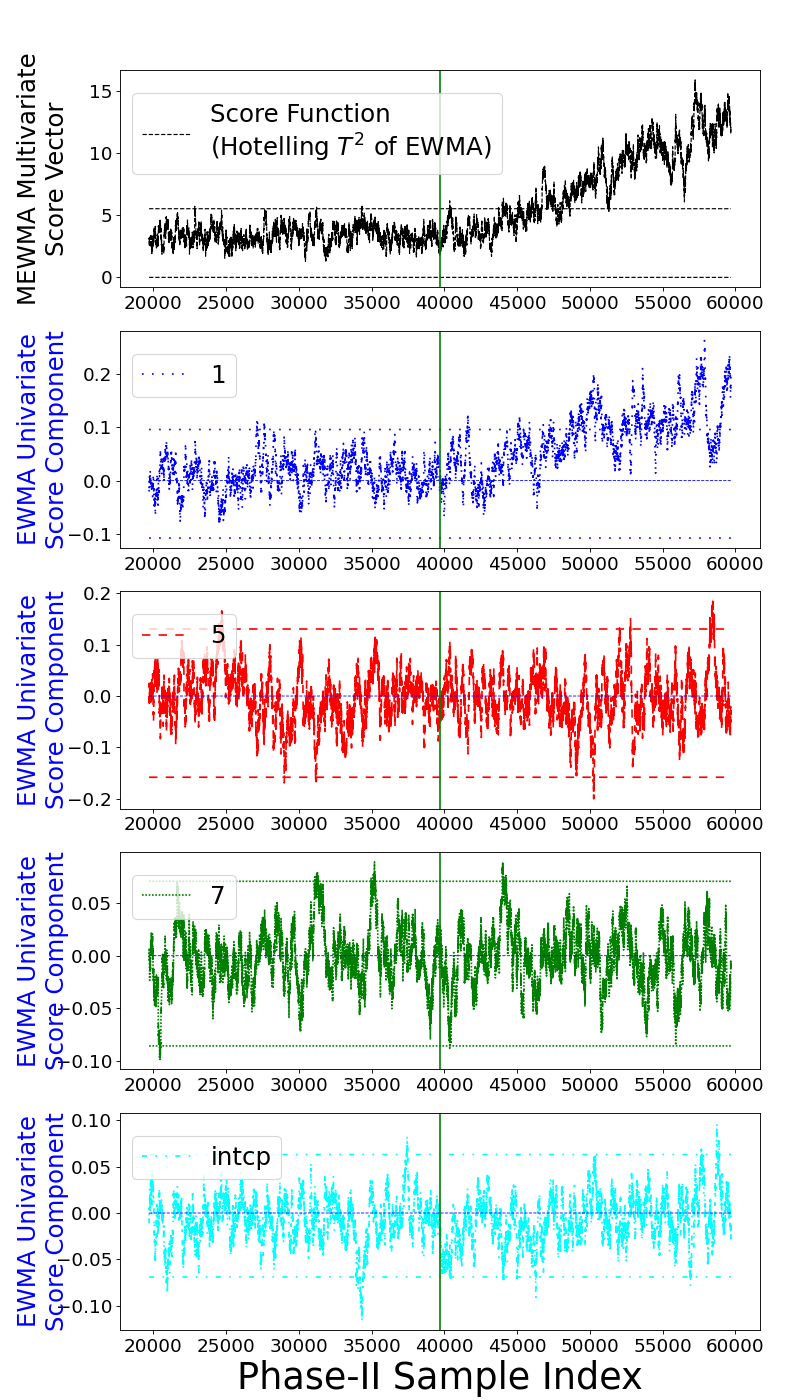 MEWMA Multivariate
Score Vector
15
10
5
0
Score Function
(Hotelling T² of EWMA)
20000 25000 30000 35000 40000 45000 50000 55000 60000
EWMA Univariate
Score Component
0.2
0.1
0.0
−0.1
1
20000 25000 30000 35000 40000 45000 50000 55000 60000
EWMA Univariate
Score Component
0.2
0.1
0.0
−0.1
−0.2
5
20000 25000 30000 35000 40000 45000 50000 55000 60000
EWMA Univariate
Score Component
0.05
0.00
−0.05
−0.10
7
20000 25000 30000 35000 40000 45000 50000 55000 60000
EWMA Univariate
Score Component
0.10
0.05
0.00
−0.05
−0.10
intcp
20000 25000 30000 35000 40000 45000 50000 55000 60000
Phase-II Sample Index